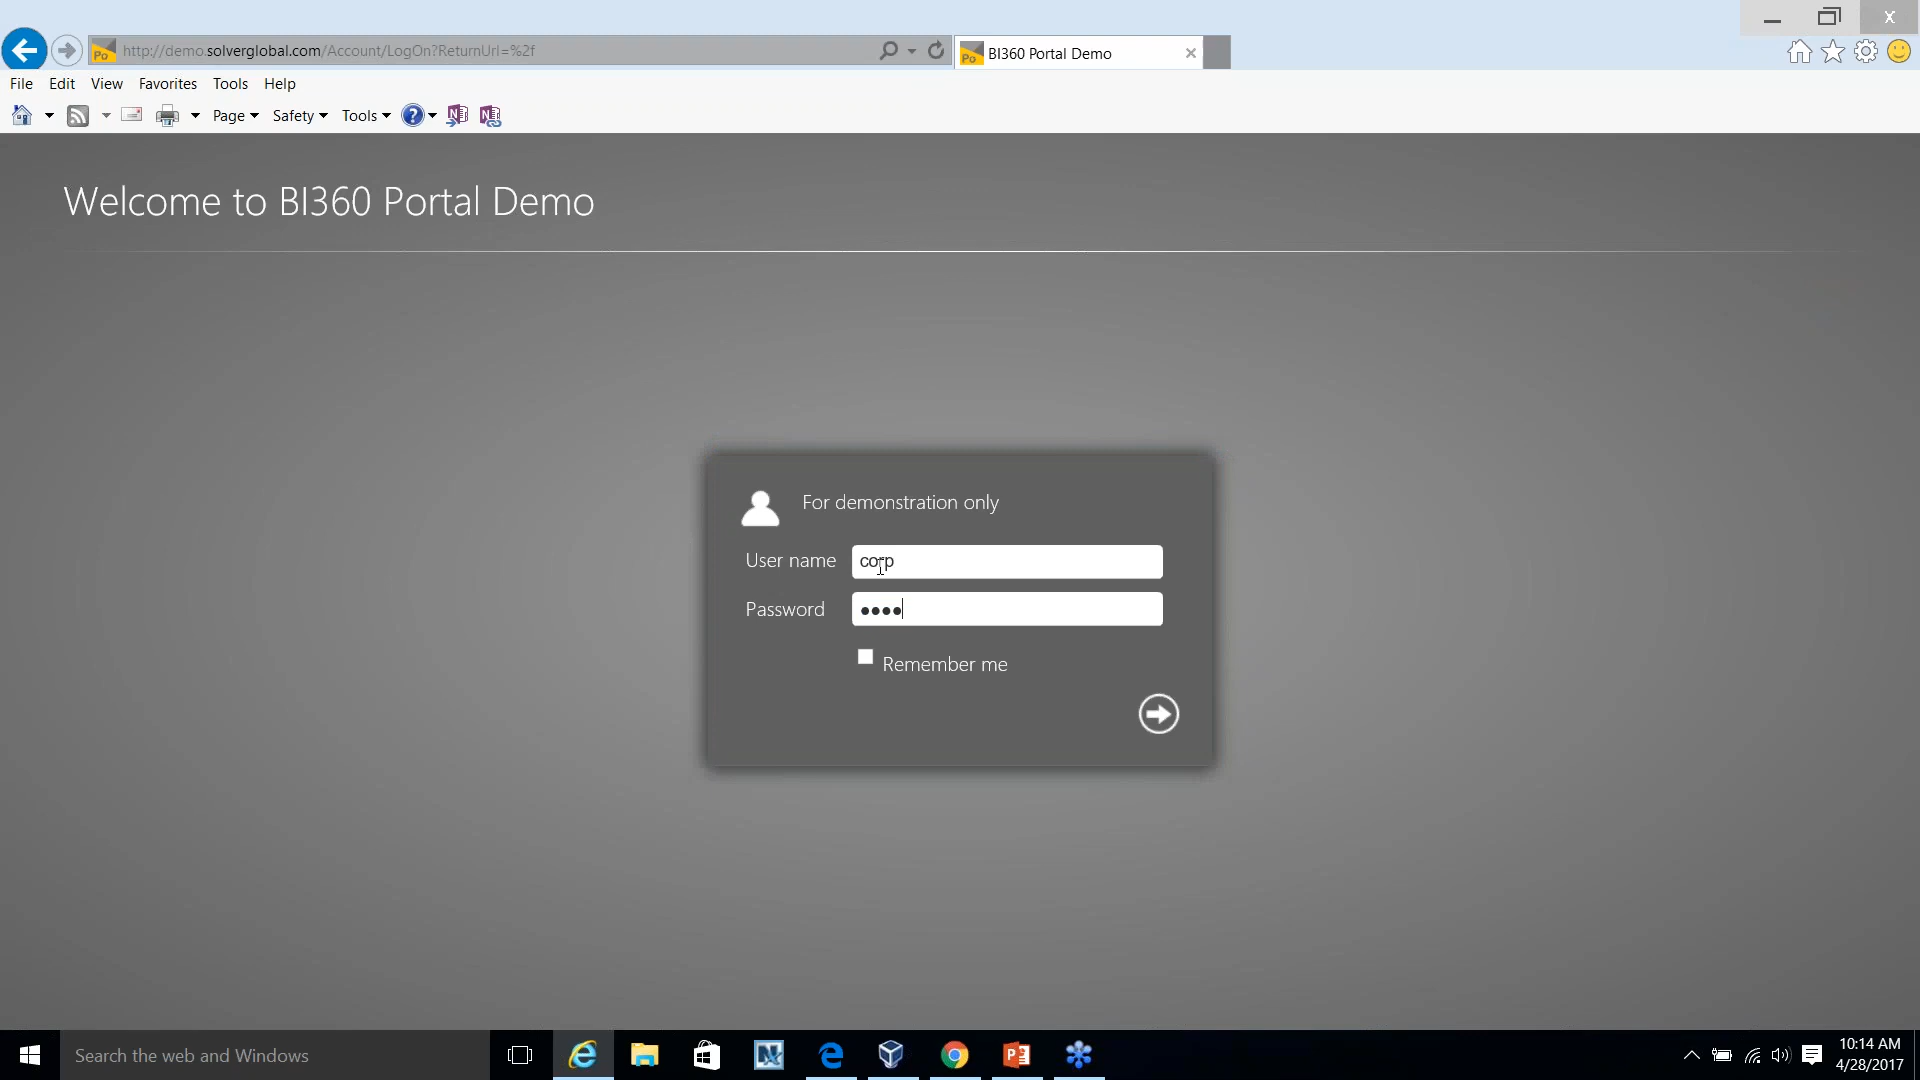 http://demo.solverglobal.com/Account/LogOn?ReturnUrl=%2f
Po BI360 Portal Demo
File Edit View Favorites Tools Help
Page Safety Tools
Welcome to BI360 Portal Demo
For demonstration only
User name corp
Password ••••
Remember me
Search the web and Windows
10:14 AM
4/28/2017